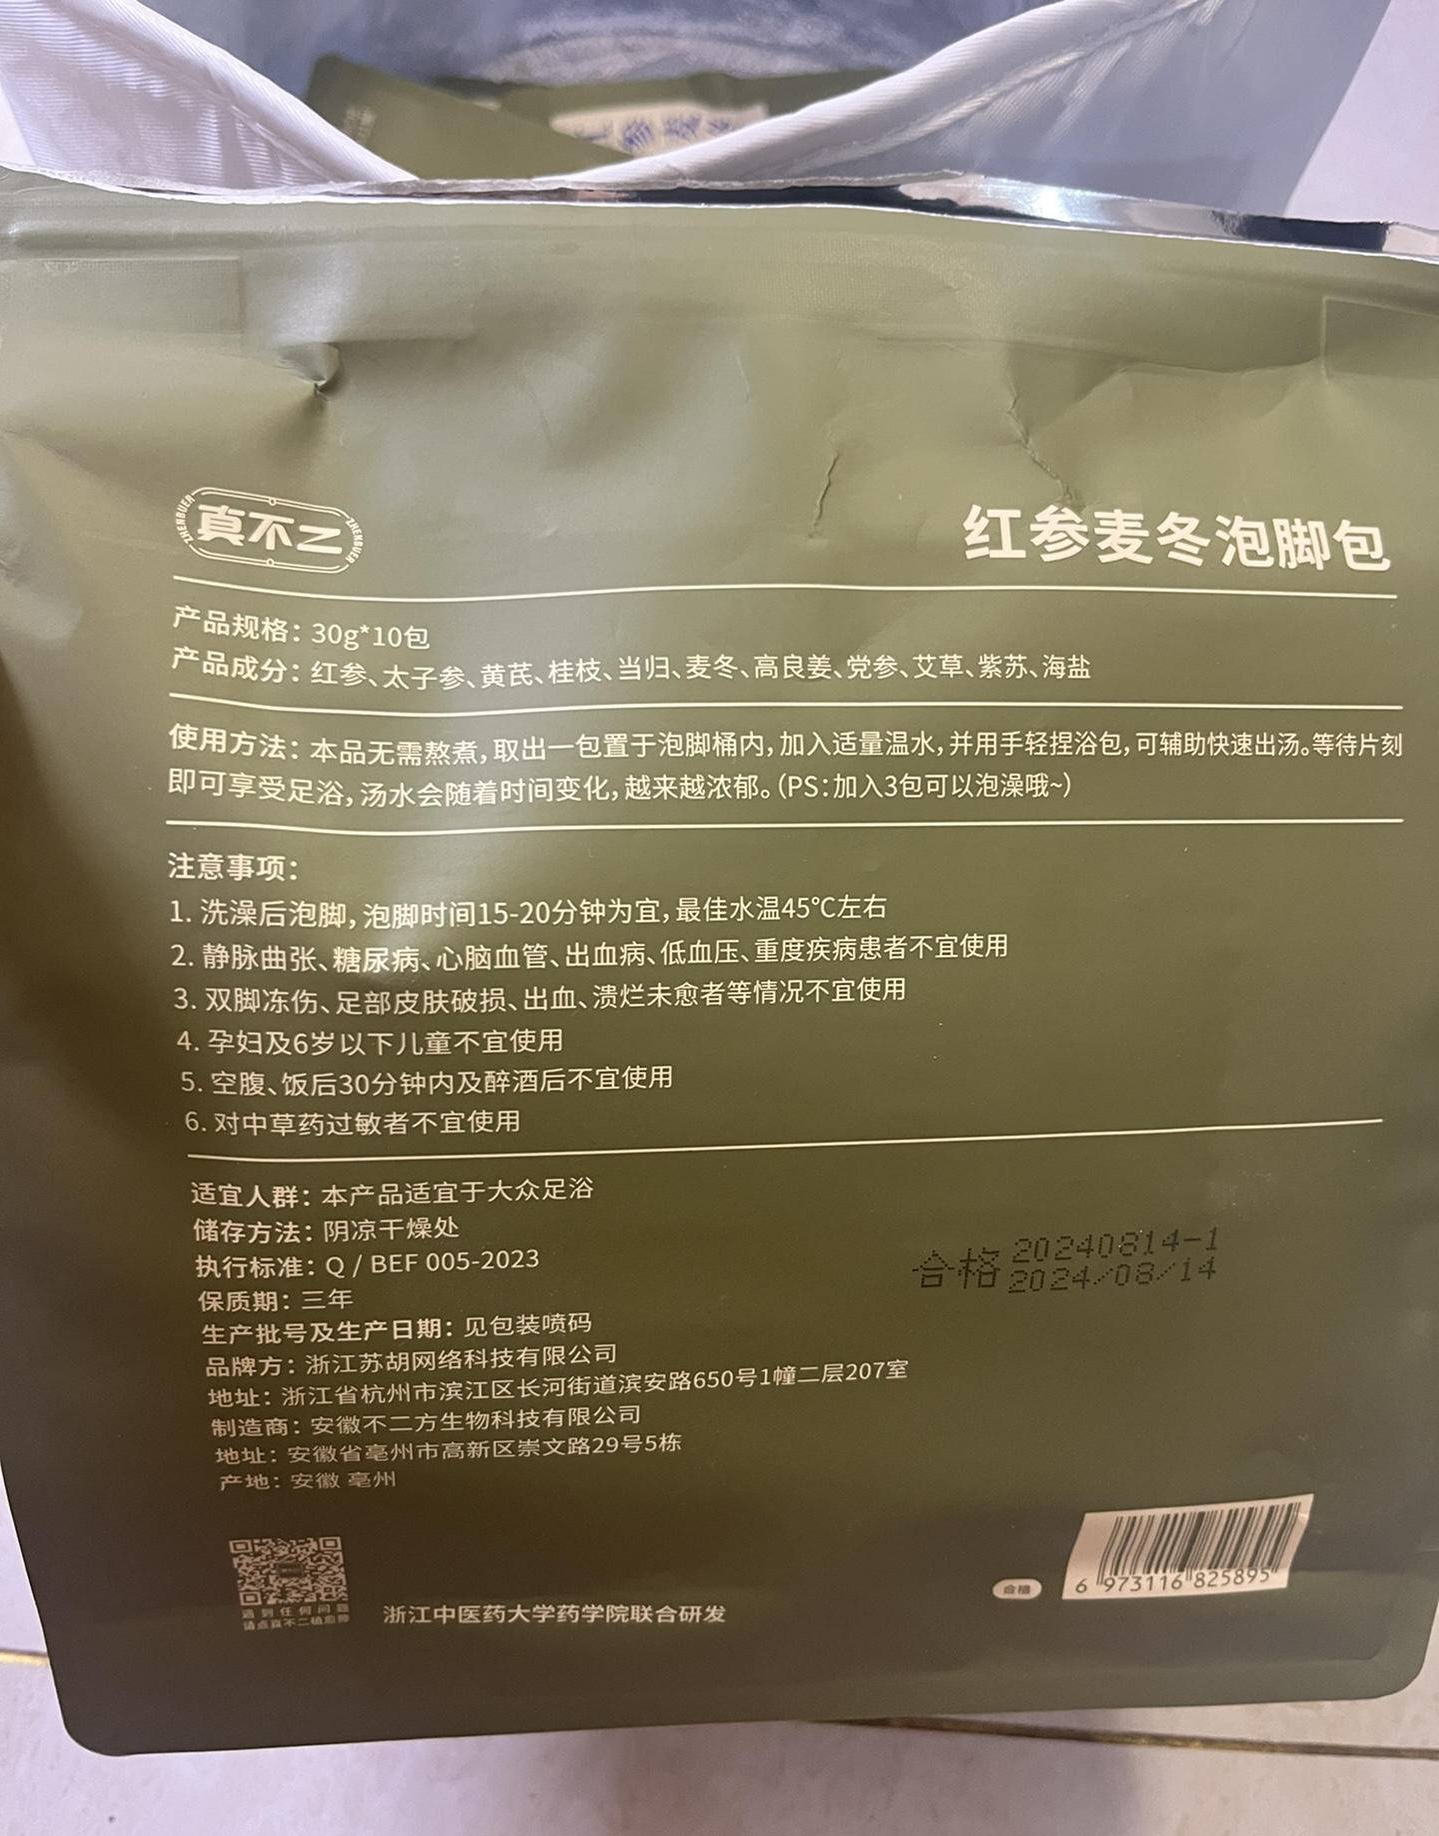 参麦
真不二
ZHENBUER
ZHENBUER
红参麦冬泡脚包
产品规格：30g*10包
产品成分：红参、太子参、黄芪、桂枝、当归、麦冬、高良姜、党参、艾草、紫苏、海盐
使用方法：本品无需熬煮，取出一包置于泡脚桶内，加入适量温水，并用手轻捏浴包，可辅助快速出汤。等待片刻
即可享受足浴，汤水会随着时间变化，越来越浓郁。（PS：加入3包可以泡澡哦~）
注意事项：
1. 洗澡后泡脚，泡脚时间15-20分钟为宜，最佳水温45℃左右
2. 静脉曲张、糖尿病、心脑血管、出血病、低血压、重度疾病患者不宜使用
3. 双脚冻伤、足部皮肤破损、出血、溃烂未愈者等情况不宜使用
4. 孕妇及6岁以下儿童不宜使用
5. 空腹、饭后30分钟内及醉酒后不宜使用
6. 对中草药过敏者不宜使用
适宜人群：本产品适宜于大众足浴
储存方法：阴凉干燥处
执行标准：Q / BEF 005-2023
保质期：三年
生产批号及生产日期：见包装喷码
品牌方：浙江苏胡网络科技有限公司
地址：浙江省杭州市滨江区长河街道滨安路650号1幢二层207室
制造商：安徽不二方生物科技有限公司
地址：安徽省亳州市高新区崇文路29号5栋
产地：安徽 亳州
合格 20240814-1
2024/08/14
遇到任何问题
浙江中医药大学药学院联合研发
合格
6 973116 825895